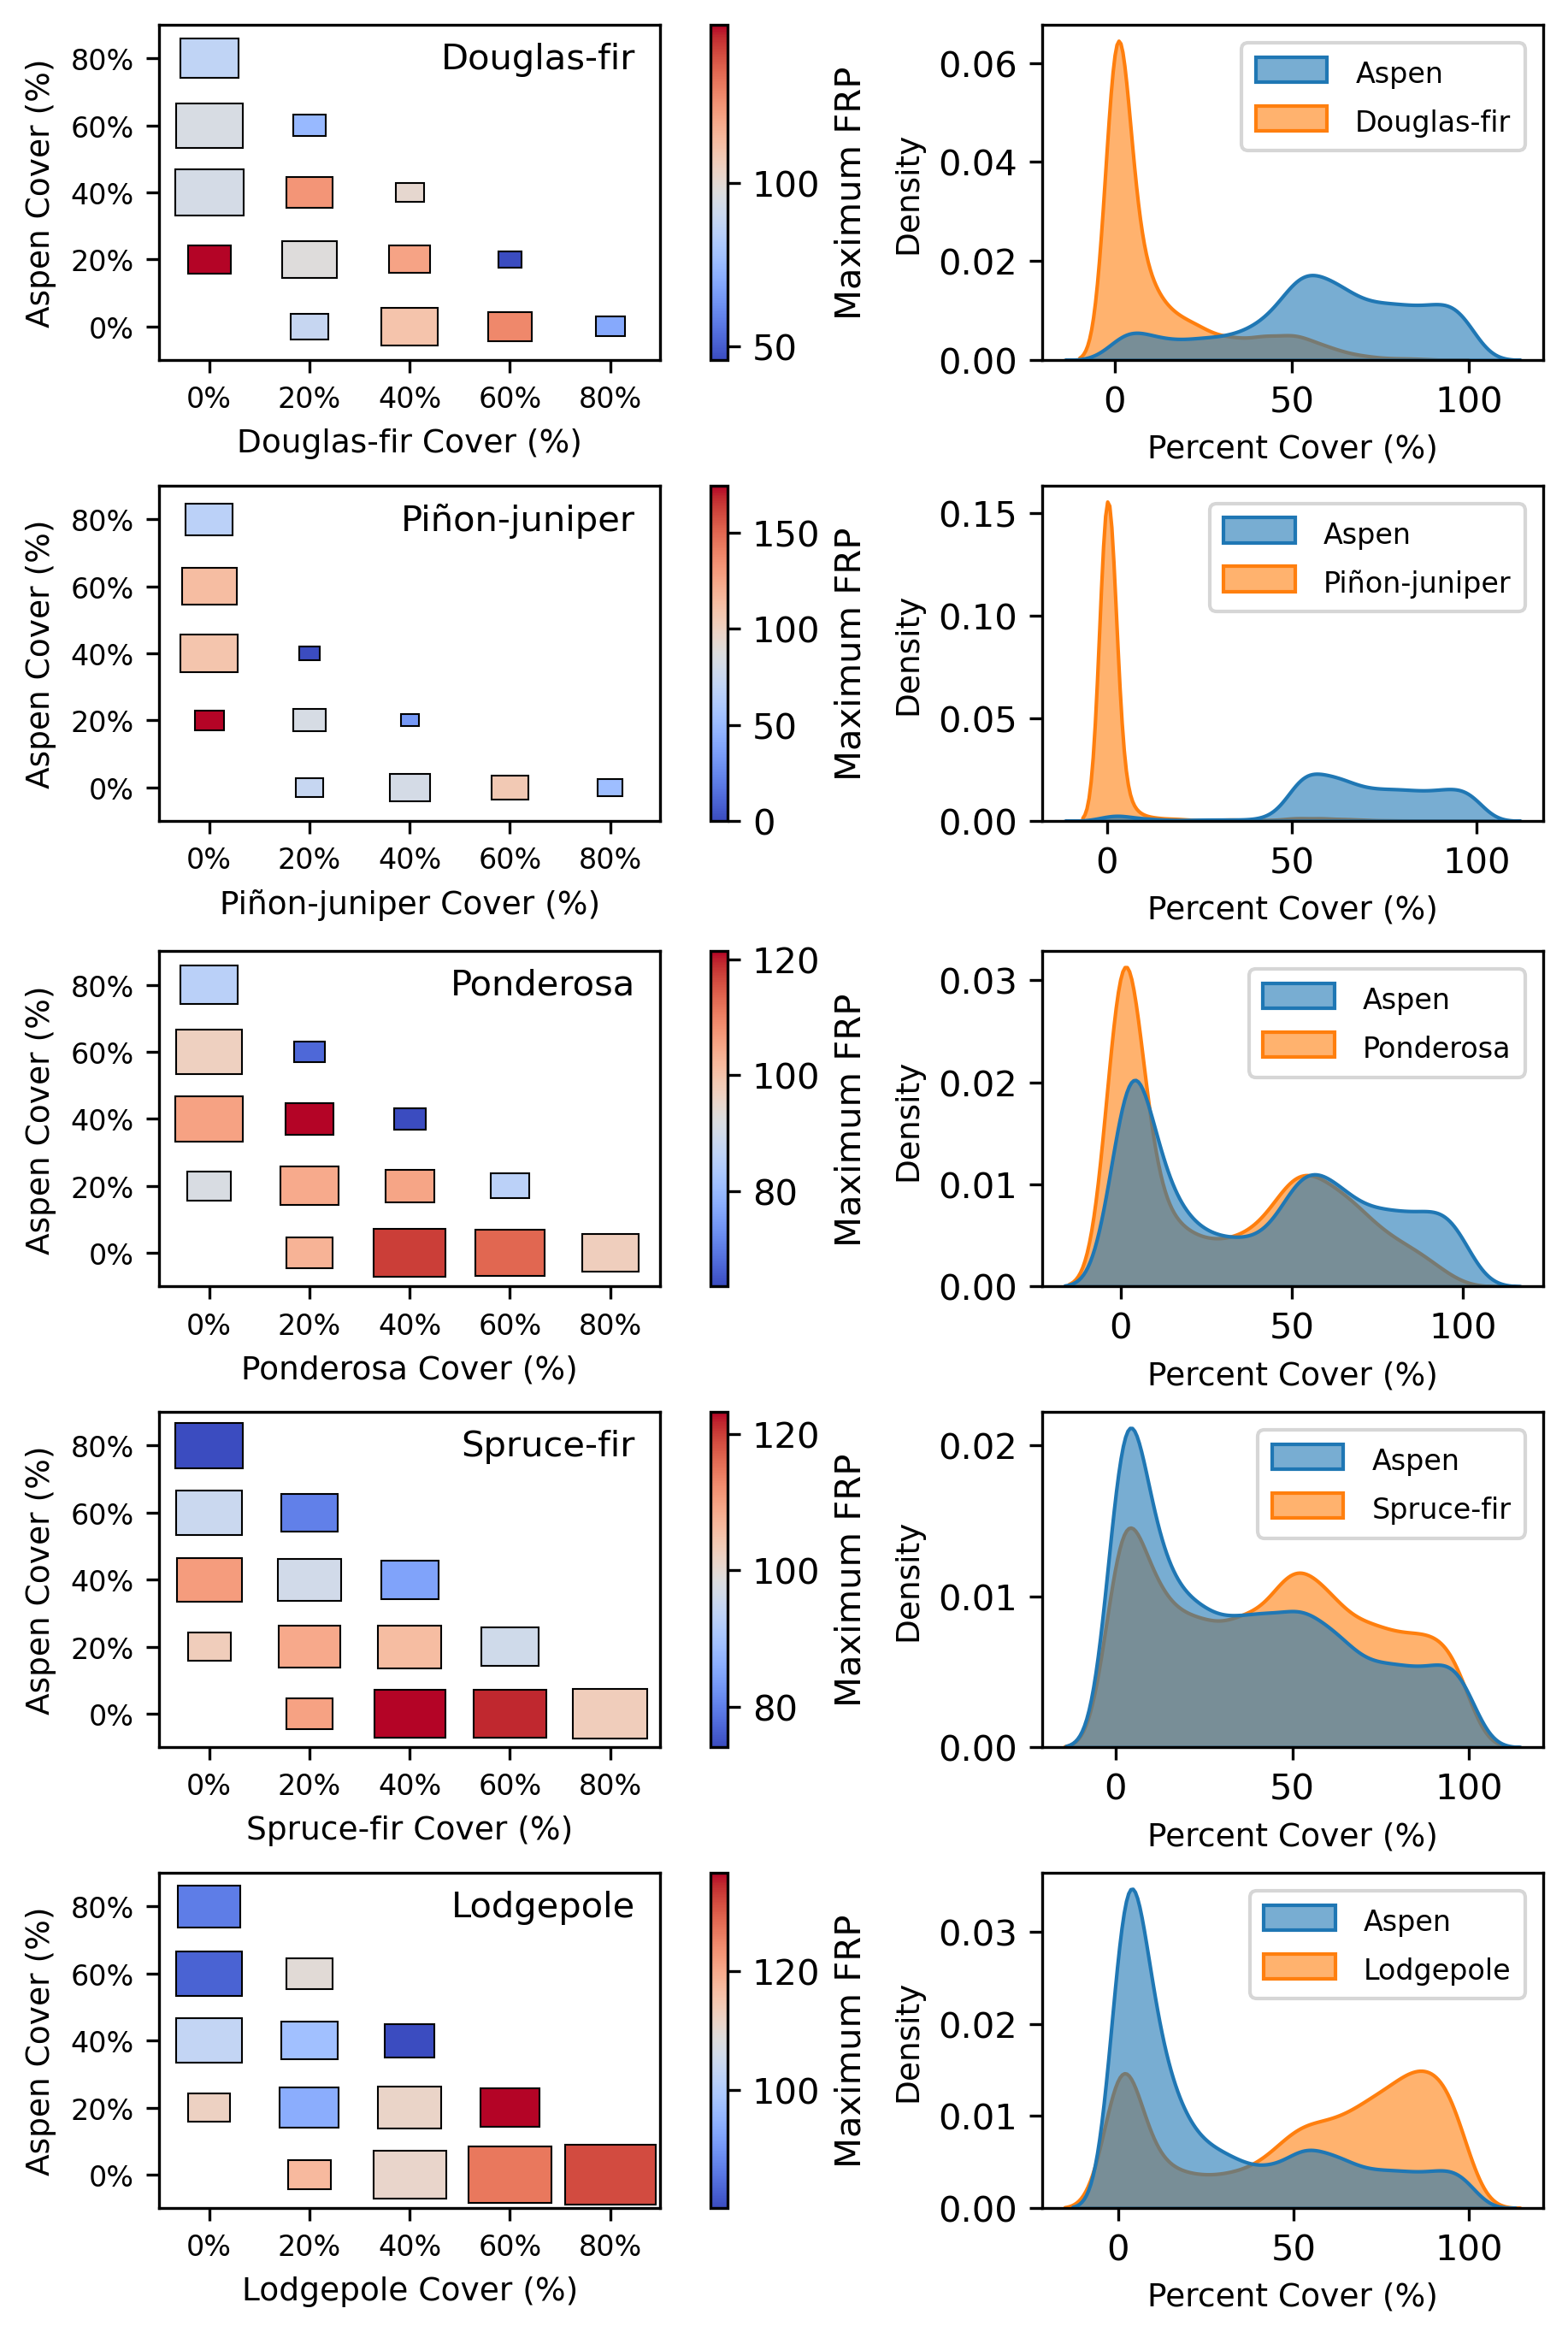 Douglas-fir
Aspen Cover (%)
80%
60%
40%
20%
0%
0% 20% 40% 60% 80%
Douglas-fir Cover (%)
100
50
Maximum FRP
Density
0.06
0.04
0.02
0.00
Aspen
Douglas-fir
0 50 100
Percent Cover (%)
Piñon-juniper
Aspen Cover (%)
80%
60%
40%
20%
0%
0% 20% 40% 60% 80%
Piñon-juniper Cover (%)
150
100
50
0
Maximum FRP
Density
0.15
0.10
0.05
0.00
Aspen
Piñon-juniper
0 50 100
Percent Cover (%)
Ponderosa
Aspen Cover (%)
80%
60%
40%
20%
0%
0% 20% 40% 60% 80%
Ponderosa Cover (%)
120
100
80
Maximum FRP
Density
0.03
0.02
0.01
0.00
Aspen
Ponderosa
0 50 100
Percent Cover (%)
Spruce-fir
Aspen Cover (%)
80%
60%
40%
20%
0%
0% 20% 40% 60% 80%
Spruce-fir Cover (%)
120
100
80
Maximum FRP
Density
0.02
0.01
0.00
Aspen
Spruce-fir
0 50 100
Percent Cover (%)
Lodgepole
Aspen Cover (%)
80%
60%
40%
20%
0%
0% 20% 40% 60% 80%
Lodgepole Cover (%)
120
100
Maximum FRP
Density
0.03
0.02
0.01
0.00
Aspen
Lodgepole
0 50 100
Percent Cover (%)